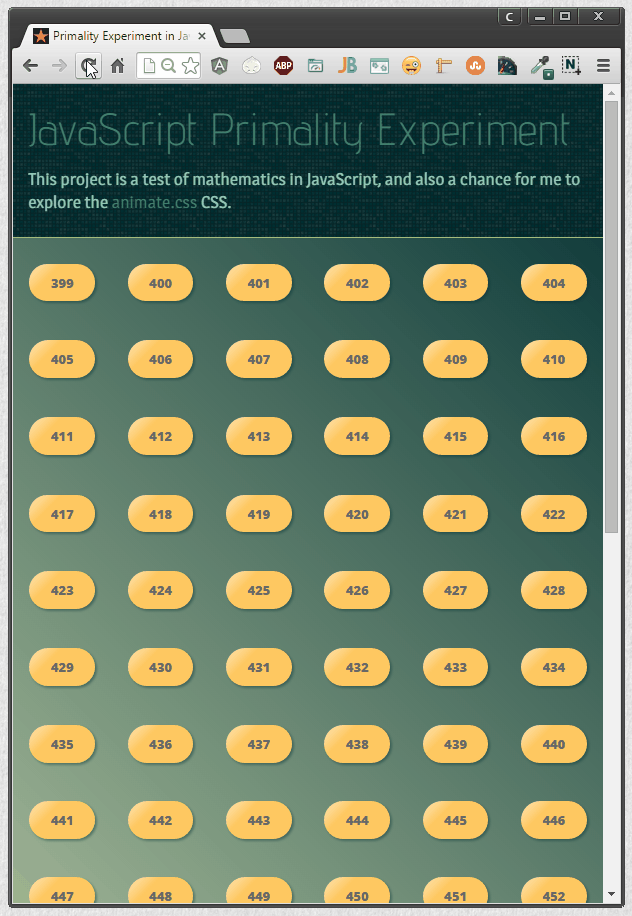 C
Primality Experiment in Ja
ABP
JB
N
JavaScript Primality Experiment
This project is a test of mathematics in JavaScript, and also a chance for me to
explore the animate.css CSS.
399 400 401 402 403 404
405 406 407 408 409 410
411 412 413 414 415 416
417 418 419 420 421 422
423 424 425 426 427 428
429 430 431 432 433 434
435 436 437 438 439 440
441 442 443 444 445 446
447 448 449 450 451 452